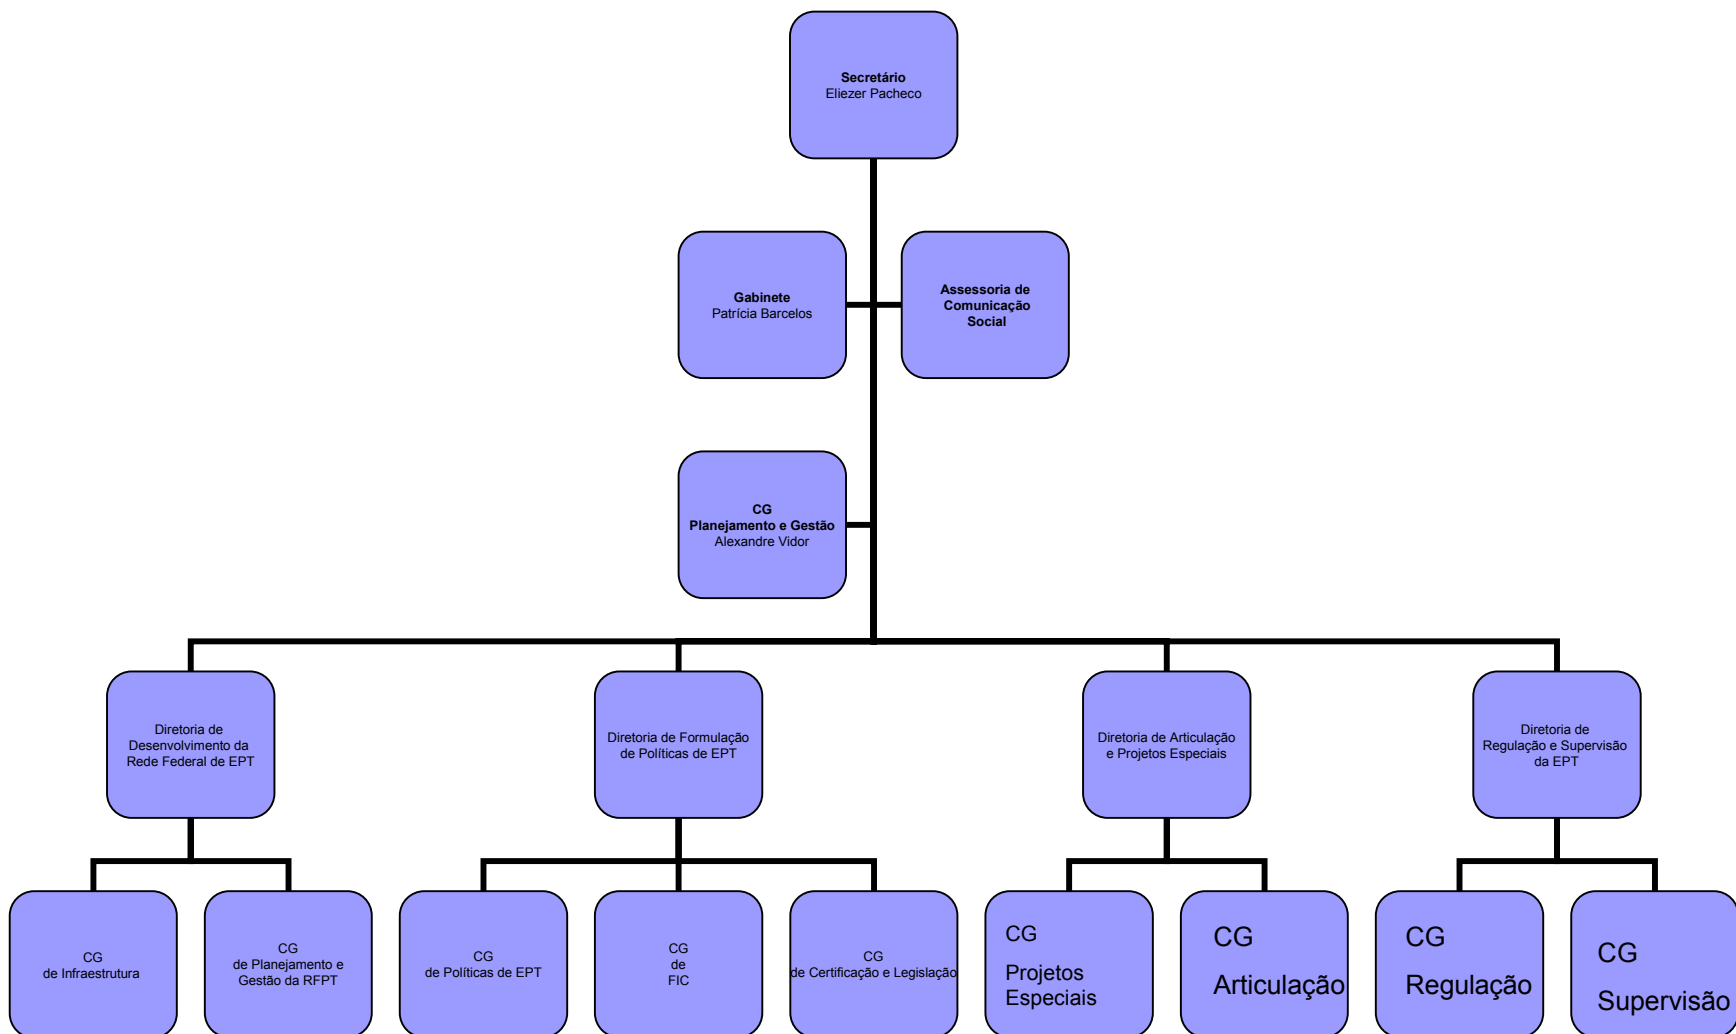 Secretário
Eliezer Pacheco
Gabinete
Patrícia Barcelos
Assessoria de
Comunicação
Social
CG
Planejamento e Gestão
Alexandre Vidor
Diretoria de
Desenvolvimento da
Rede Federal de EPT
Diretoria de Formulação
de Políticas de EPT
Diretoria de Articulação
e Projetos Especiais
Diretoria de
Regulação e Supervisão
da EPT
CG
de Infraestrutura
CG
de Planejamento e
Gestão da RFPT
CG
de Políticas de EPT
CG
de
FIC
CG
de Certificação e Legislação
CG
Projetos
Especiais
CG
Articulação
CG
Regulação
CG
Supervisão